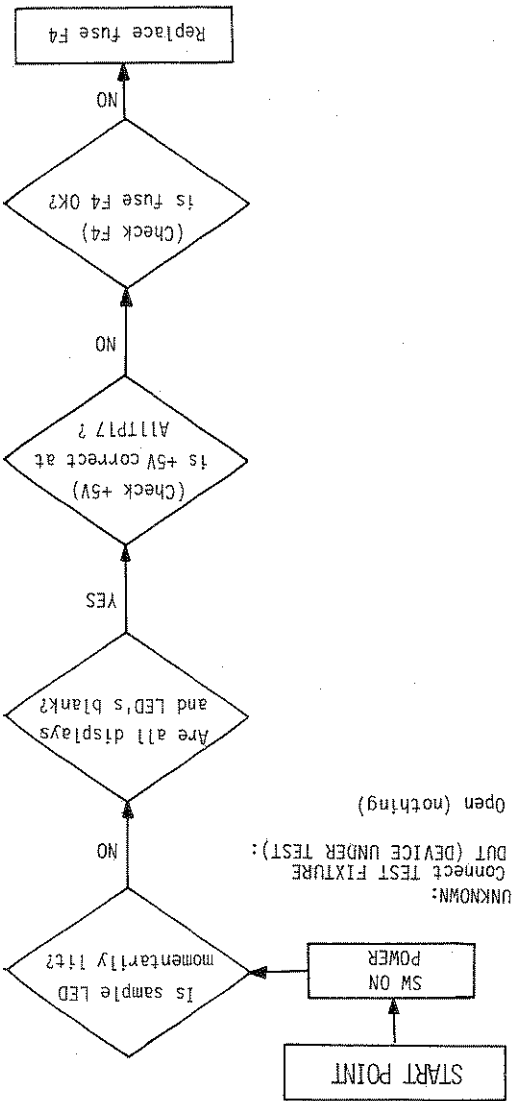 START POINT
SW ON
POWER
UNKNOWN:
Connect TEST FIXTURE
DUT (DEVICE UNDER TEST):
Open (nothing)
Is sample LED
momentarily lit?
NO
Are all displays
and LED's blank?
YES
(Check +5V)
is +5V correct at
A11TP17 ?
NO
(Check F4)
is fuse F4 OK?
NO
Replace fuse F4